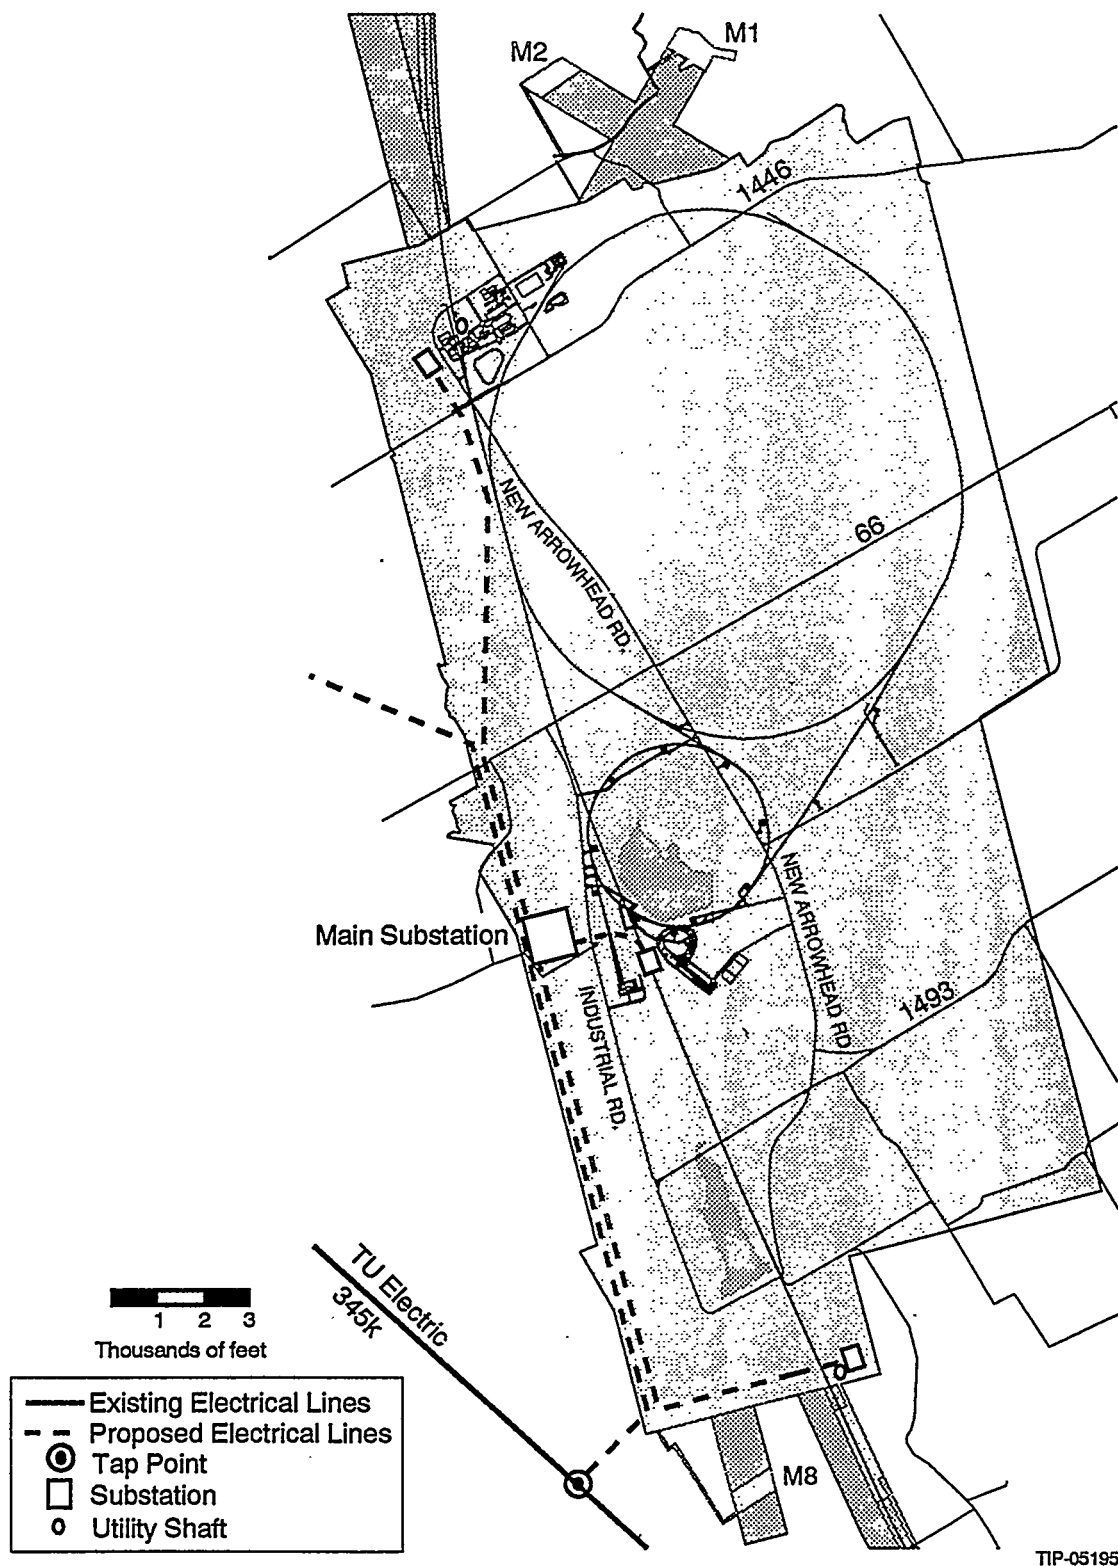 M1
M2
1446
NEW ARROWHEAD RD.
66
Main Substation
NEW ARROWHEAD RD
INDUSTRIAL RD.
1493
TU Electric
345k
1 2 3
Thousands of feet
Existing Electrical Lines
Proposed Electrical Lines
Tap Point
Substation
Utility Shaft
M8
TIP-05195